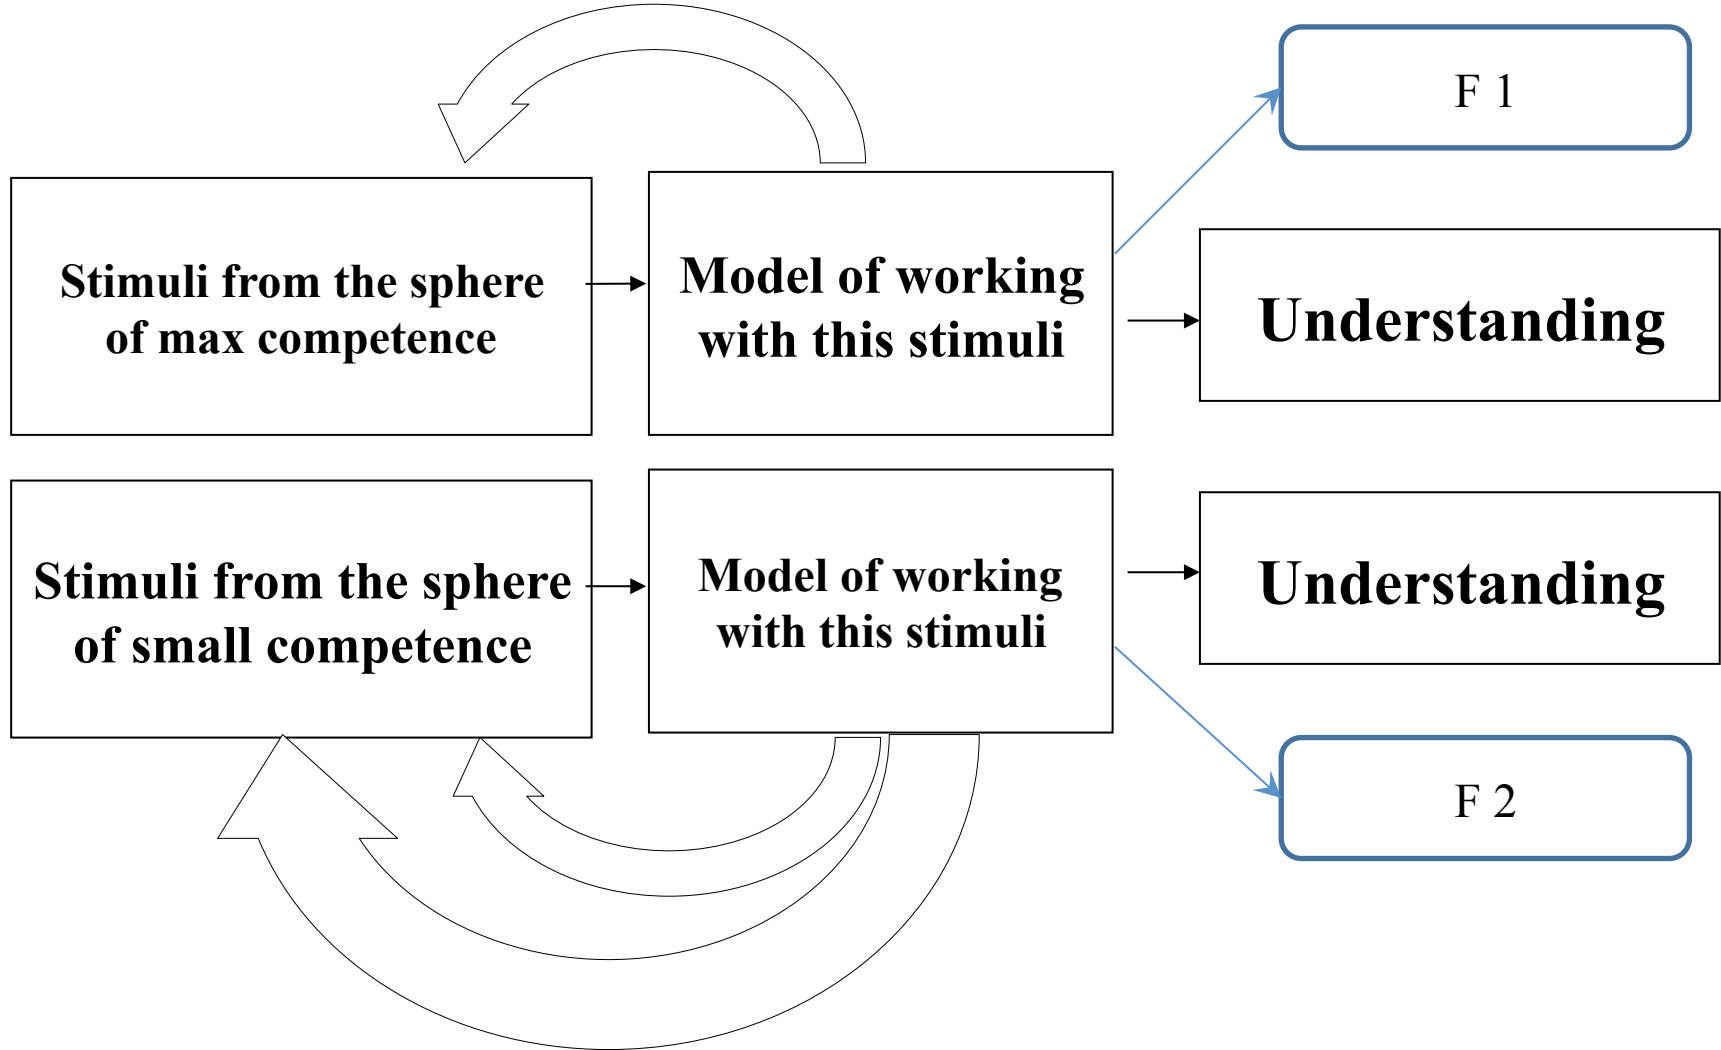 F 1
Stimuli from the sphere
of max competence
Model of working
with this stimuli
Understanding
Stimuli from the sphere
of small competence
Model of working
with this stimuli
Understanding
F 2